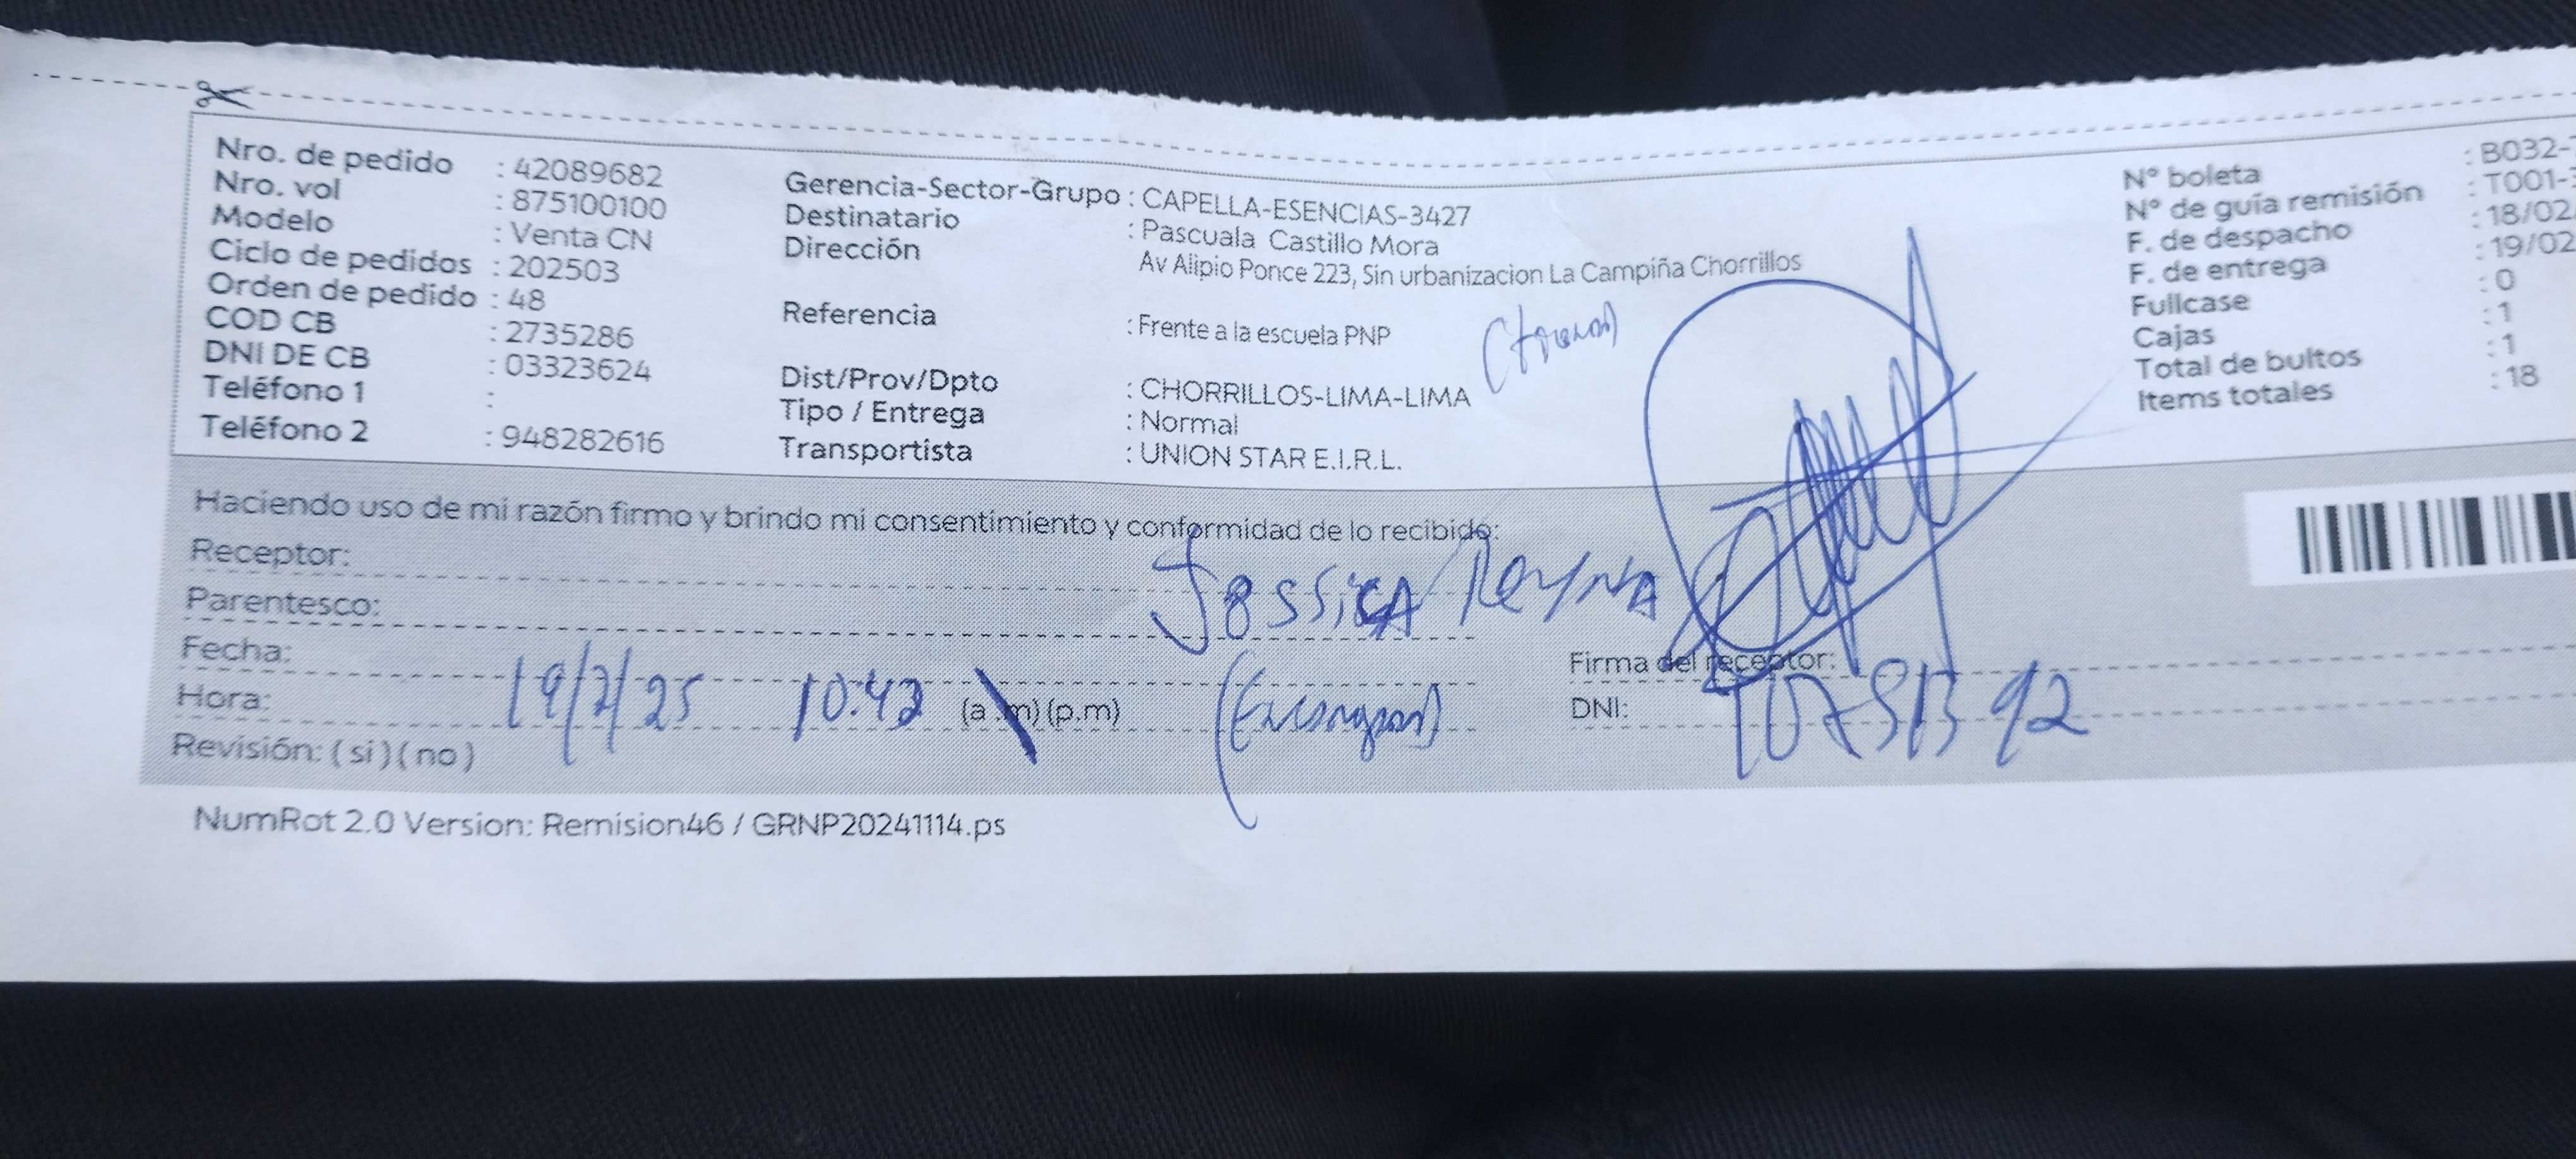 Nro. de pedido : 42089682
Nro. vol : 875100100
Modelo : Venta CN
Ciclo de pedidos : 202503
Orden de pedido : 48
COD CB : 2735286
DNI DE CB : 03323624
Teléfono 1 :
Teléfono 2 : 948282616
Gerencia-Sector-Grupo : CAPELLA-ESENCIAS-3427
Destinatario : Pascuala Castillo Mora
Dirección Av Alipio Ponce 223, Sin urbanizacion La Campiña Chorrillos
Referencia : Frente a la escuela PNP
Dist/Prov/Dpto : CHORRILLOS-LIMA-LIMA
Tipo / Entrega : Normal
Transportista : UNION STAR E.I.R.L.
N° boleta : B032-
N° de guía remisión : T001-
F. de despacho : 18/02
F. de entrega : 19/02
Fullcase : 0
Cajas : 1
Total de bultos : 1
Items totales : 18
Haciendo uso de mi razón firmo y brindo mi consentimiento y conformidad de lo recibido:
Receptor:
Parentesco: Jessica Reyna
Fecha: 19/2/25
Hora: 10:42 (a.m) (p.m)
Revisión: ( si ) ( no )
Firma del receptor:
DNI:
NumRot 2.0 Version: Remision46 / GRNP20241114.ps